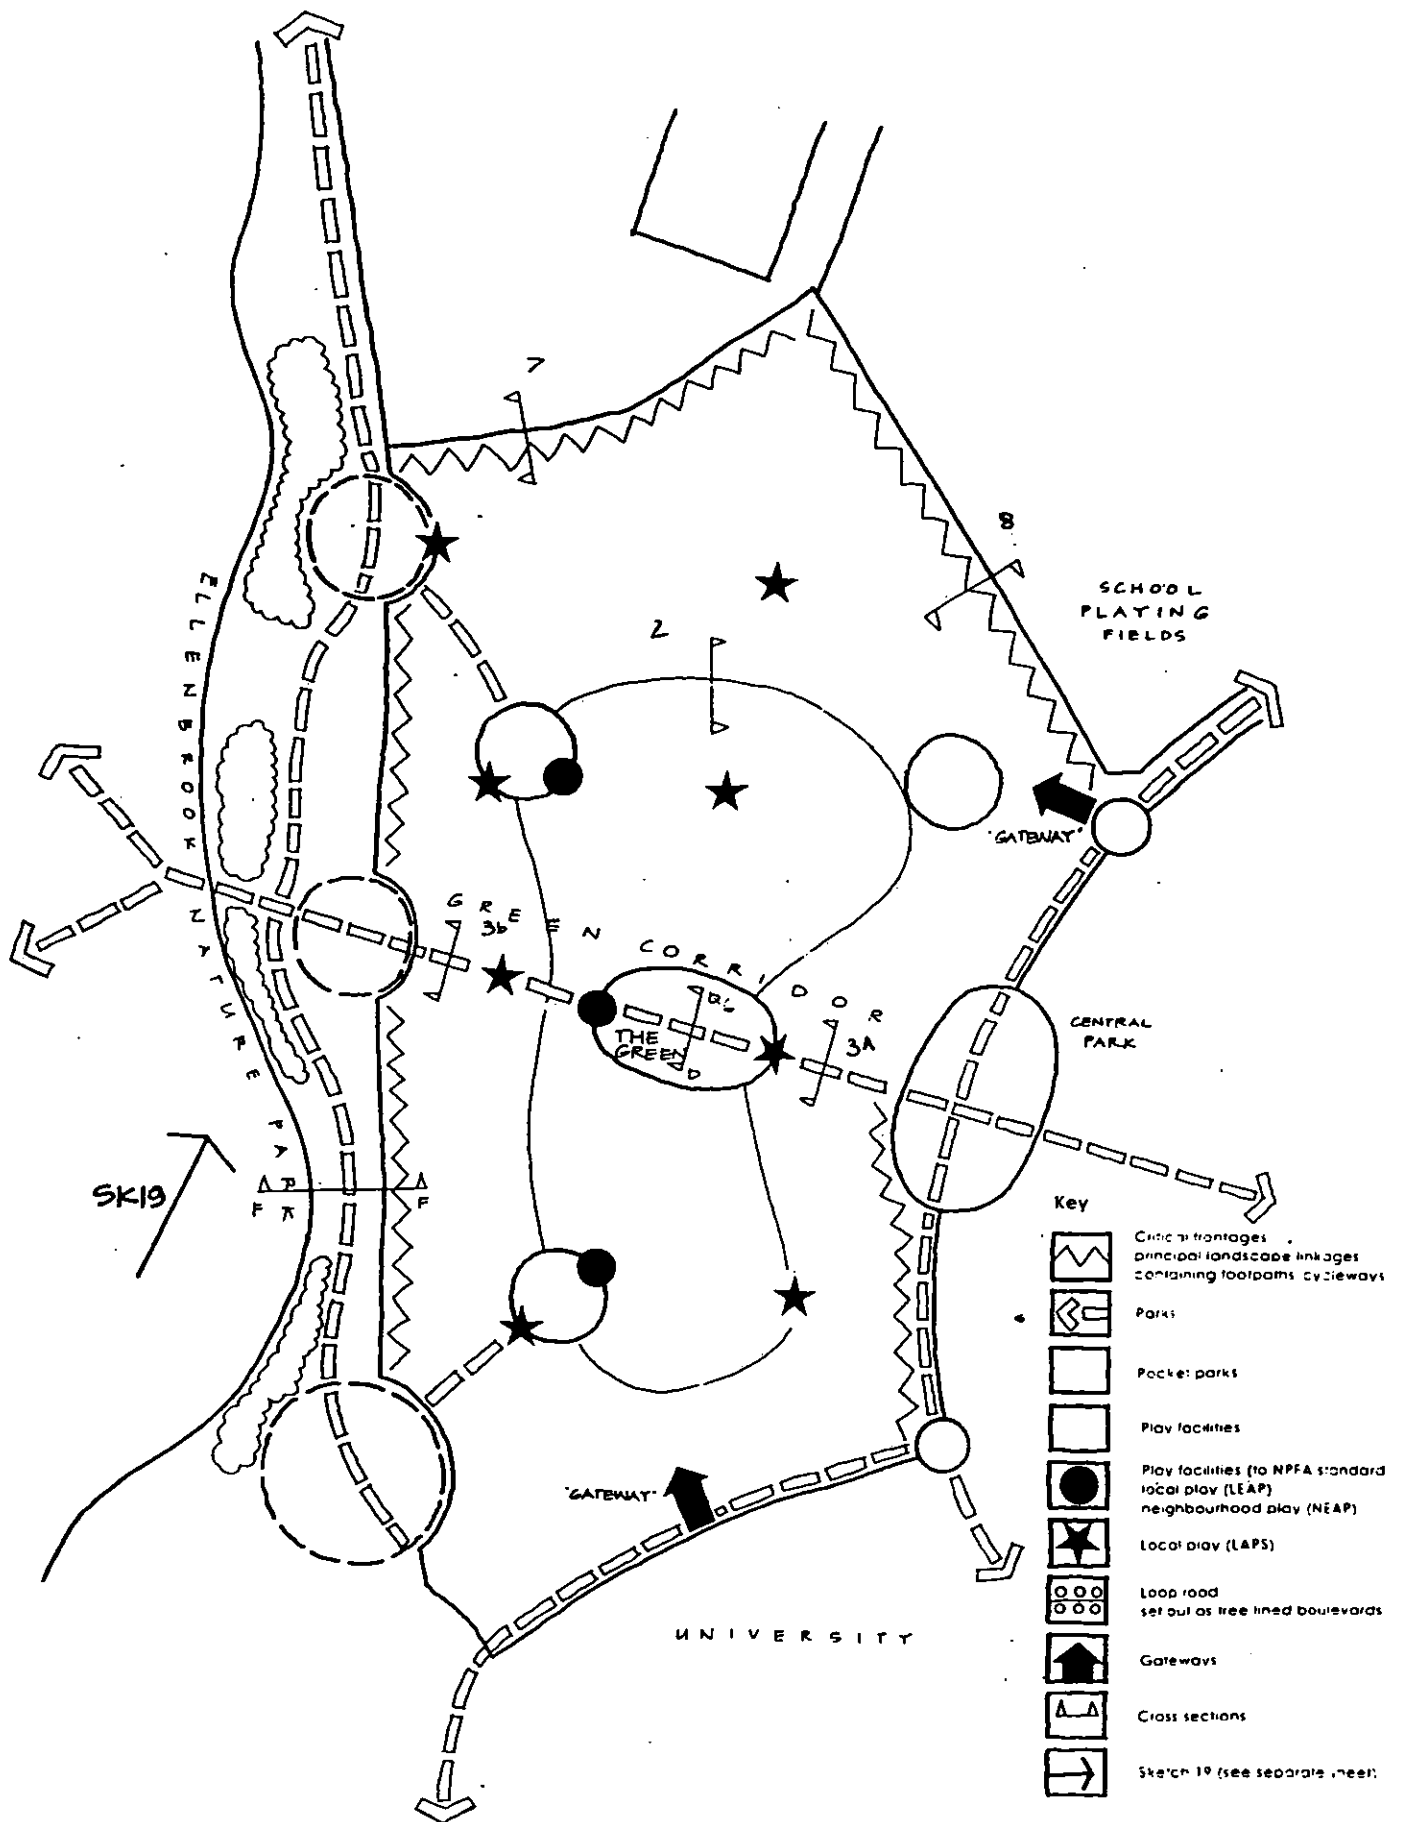 7
8
SCHOOL
PLAYING
FIELDS
2
ELLENBROOK NATURE PARK
"GATEWAY"
GREEN CORRIDOR
3b
THE
GREEN
D
3A
CENTRAL
PARK
SK19
F
F
"GATEWAY"
UNIVERSITY
Key
Critical frontages
principal landscape linkages
containing footpaths cycleways
Parks
Pocket parks
Play facilities
Play facilities (to NPFA standard
local play (LEAP)
neighbourhood play (NEAP)
Local play (LAPS)
Loop road
set out as tree lined boulevards
Gateways
Cross sections
Sketch 19 (see separate sheet)